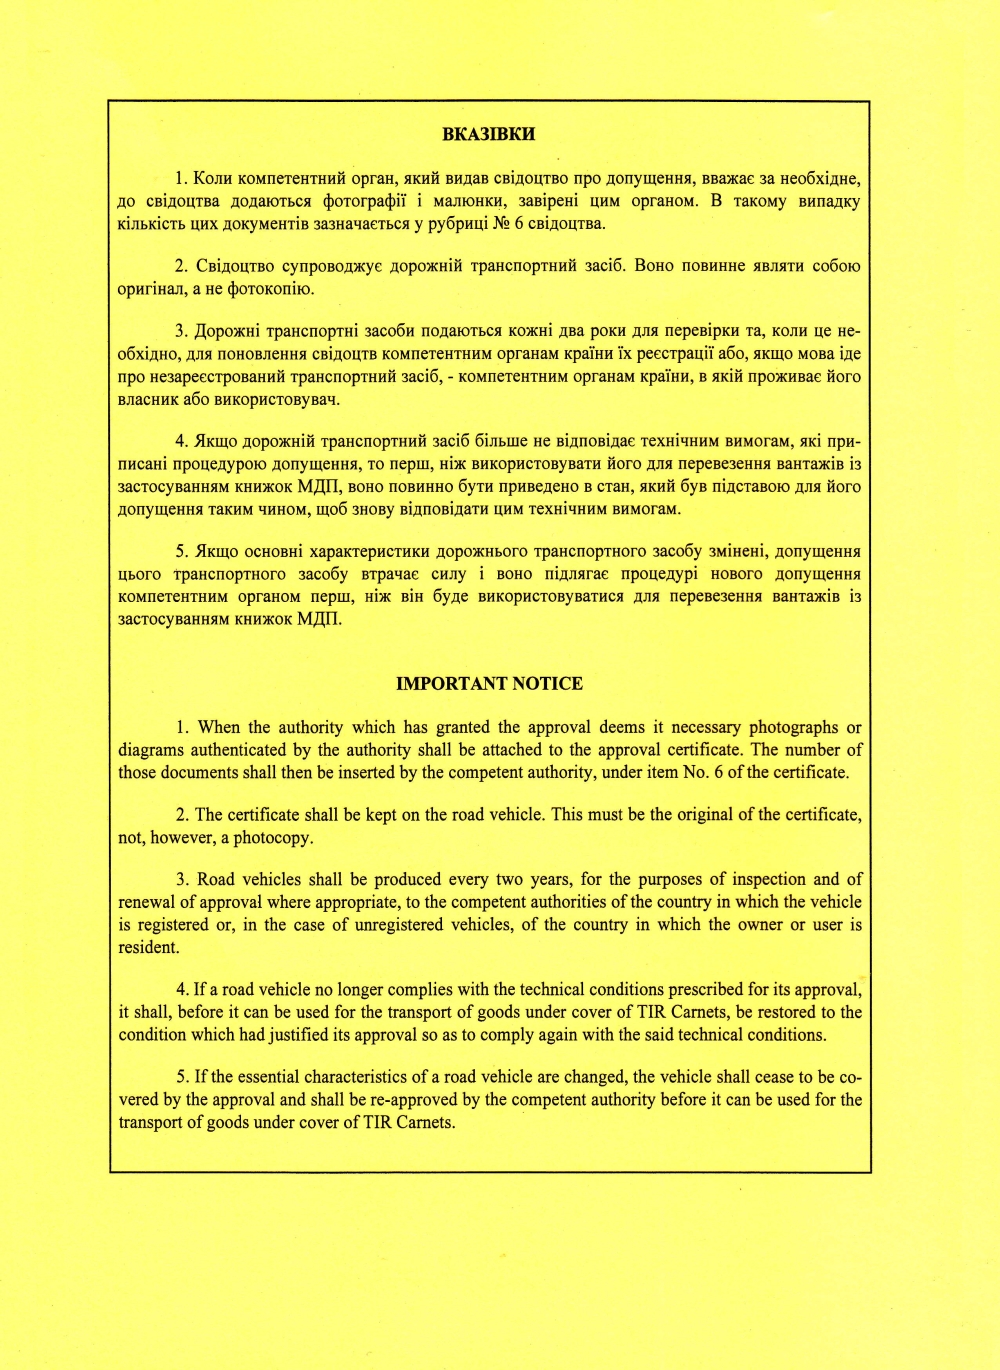 ВКАЗІВКИ
1. Коли компетентний орган, який видав свідоцтво про допущення, вважає за необхідне,
до свідоцтва додаються фотографії і малюнки, завірені цим органом. В такому випадку
кількість цих документів зазначається у рубриці № 6 свідоцтва.
2. Свідоцтво супроводжує дорожній транспортний засіб. Воно повинне являти собою
оригінал, а не фотокопію.
3. Дорожні транспортні засоби подаються кожні два роки для перевірки та, коли це не-
обхідно, для поновлення свідоцтв компетентним органам країни їх реєстрації або, якщо мова іде
про незареєстрований транспортний засіб, - компетентним органам країни, в якій проживає його
власник або використовувач.
4. Якщо дорожній транспортний засіб більше не відповідає технічним вимогам, які при-
писані процедурою допущення, то перш, ніж використовувати його для перевезення вантажів із
застосуванням книжок МДП, воно повинно бути приведено в стан, який був підставою для його
допущення таким чином, щоб знову відповідати цим технічним вимогам.
5. Якщо основні характеристики дорожнього транспортного засобу змінені, допущення
цього транспортного засобу втрачає силу і воно підлягає процедурі нового допущення
компетентним органом перш, ніж він буде використовуватися для перевезення вантажів із
застосуванням книжок МДП.
IMPORTANT NOTICE
1. When the authority which has granted the approval deems it necessary photographs or
diagrams authenticated by the authority shall be attached to the approval certificate. The number of
those documents shall then be inserted by the competent authority, under item No. 6 of the certificate.
2. The certificate shall be kept on the road vehicle. This must be the original of the certificate,
not, however, a photocopy.
3. Road vehicles shall be produced every two years, for the purposes of inspection and of
renewal of approval where appropriate, to the competent authorities of the country in which the vehicle
is registered or, in the case of unregistered vehicles, of the country in which the owner or user is
resident.
4. If a road vehicle no longer complies with the technical conditions prescribed for its approval,
it shall, before it can be used for the transport of goods under cover of TIR Carnets, be restored to the
condition which had justified its approval so as to comply again with the said technical conditions.
5. If the essential characteristics of a road vehicle are changed, the vehicle shall cease to be co-
vered by the approval and shall be re-approved by the competent authority before it can be used for the
transport of goods under cover of TIR Carnets.